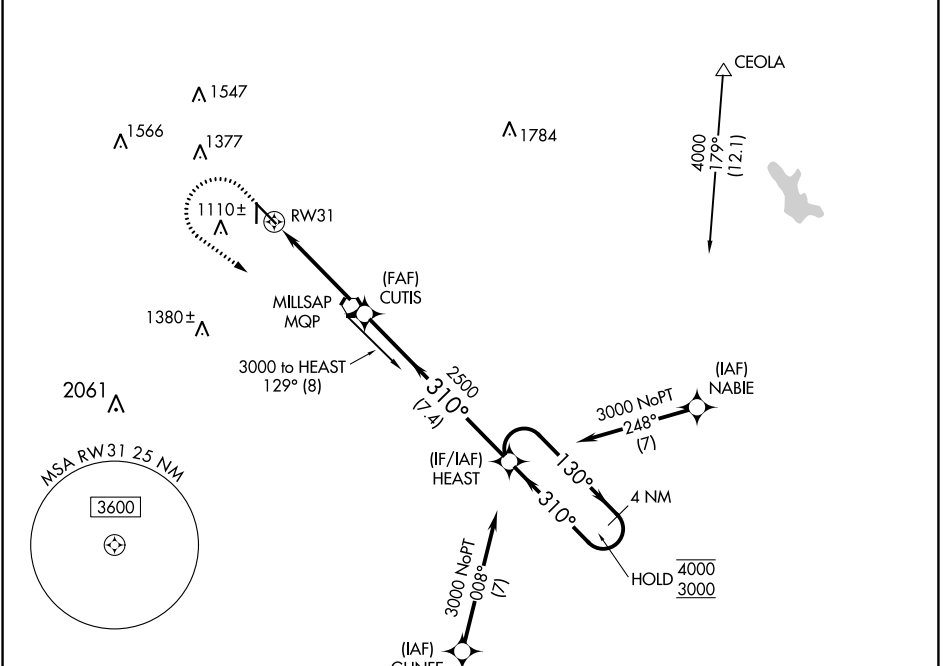 CEOLA
1547
1566
1377
1784
4000
179°
(12.1)
1110±
RW31
(FAF)
CUTIS
MILLSAP
MQP
1380±
3000 to HEAST
129° (8)
2500
310°
(7.4)
2061
(IAF)
NABIE
3000 NoPT
248°
(7)
MSA RW31 25 NM
3600
(IF/IAF)
HEAST
130°
310°
4 NM
HOLD
4000
3000
3000 NoPT
008°
(7)
(IAF)